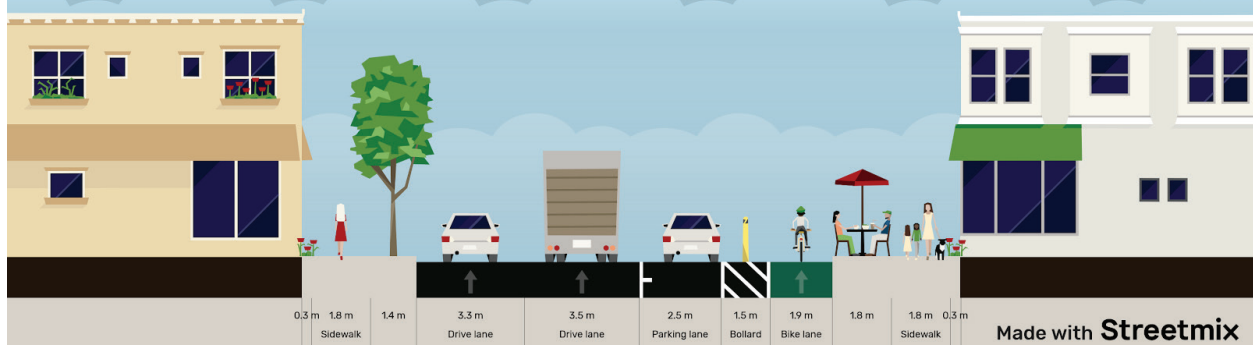 0.3 m
1.8 m
Sidewalk
1.4 m
3.3 m
Drive lane
3.5 m
Drive lane
2.5 m
Parking lane
1.5 m
Bollard
1.9 m
Bike lane
1.8 m
1.8 m
Sidewalk
0.3 m
Made with Streetmix